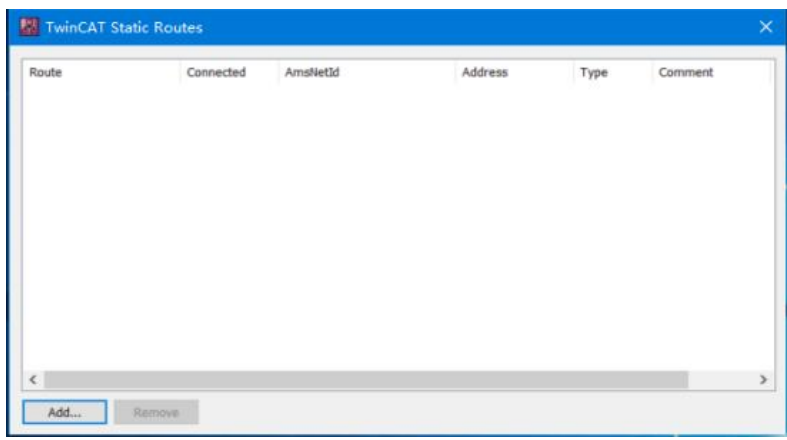 TwinCAT Static Routes
Route Connected AmsNetId Address Type Comment
Add... Remove